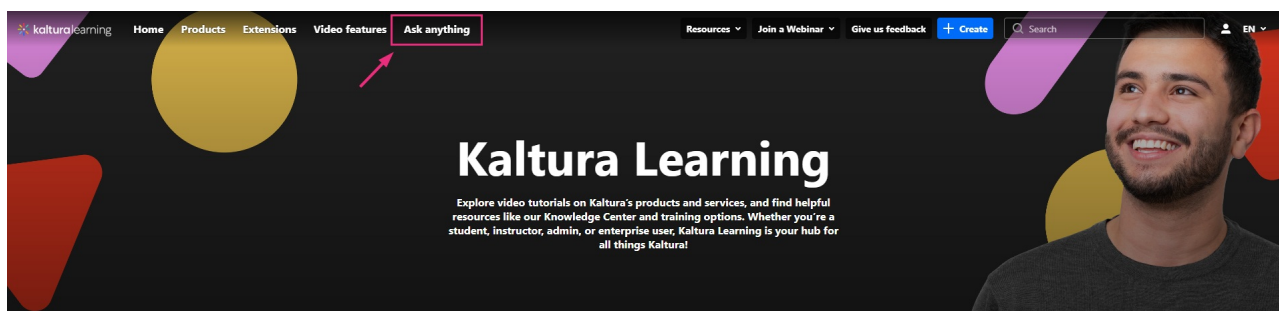 kalturalearning Home Products Extensions Video features Ask anything Resources Join a Webinar Give us feedback + Create Search EN
Kaltura Learning
Explore video tutorials on Kaltura's products and services, and find helpful
resources like our Knowledge Center and training options. Whether you're a
student, instructor, admin, or enterprise user, Kaltura Learning is your hub for
all things Kaltura!